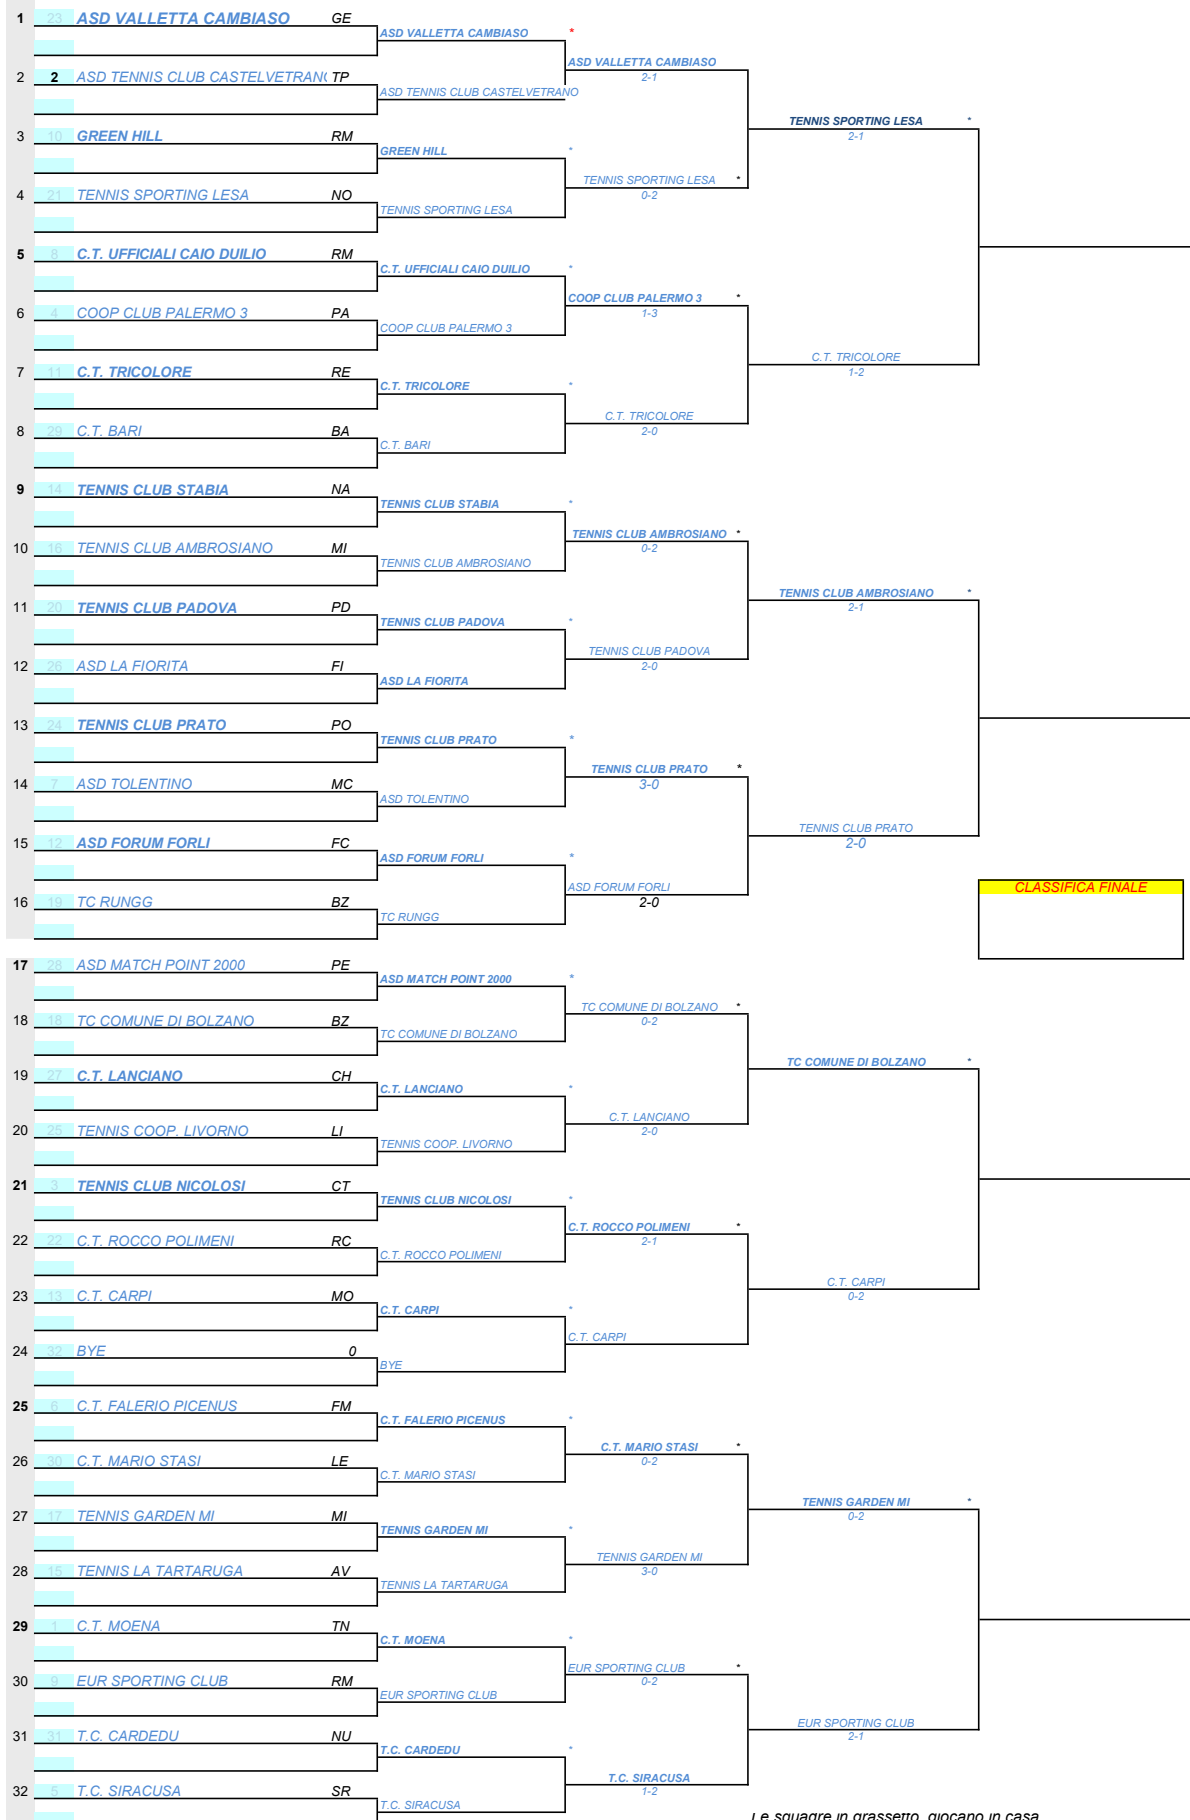 1 23 ASD VALLETTA CAMBIASO GE
ASD VALLETTA CAMBIASO *
ASD VALLETTA CAMBIASO
2-1
2 2 ASD TENNIS CLUB CASTELVETRANO TP
ASD TENNIS CLUB CASTELVETRANO
TENNIS SPORTING LESA *
2-1
3 10 GREEN HILL RM
GREEN HILL *
TENNIS SPORTING LESA *
0-2
4 21 TENNIS SPORTING LESA NO
TENNIS SPORTING LESA
5 8 C.T. UFFICIALI CAIO DUILIO RM
C.T. UFFICIALI CAIO DUILIO *
COOP CLUB PALERMO 3 *
1-3
6 4 COOP CLUB PALERMO 3 PA
COOP CLUB PALERMO 3
C.T. TRICOLORE
1-2
7 11 C.T. TRICOLORE RE
C.T. TRICOLORE *
C.T. TRICOLORE
2-0
8 29 C.T. BARI BA
C.T. BARI
9 14 TENNIS CLUB STABIA NA
TENNIS CLUB STABIA *
TENNIS CLUB AMBROSIANO *
0-2
10 16 TENNIS CLUB AMBROSIANO MI
TENNIS CLUB AMBROSIANO
TENNIS CLUB AMBROSIANO *
2-1
11 20 TENNIS CLUB PADOVA PD
TENNIS CLUB PADOVA *
TENNIS CLUB PADOVA
2-0
12 26 ASD LA FIORITA FI
ASD LA FIORITA
13 24 TENNIS CLUB PRATO PO
TENNIS CLUB PRATO *
TENNIS CLUB PRATO *
3-0
14 7 ASD TOLENTINO MC
ASD TOLENTINO
TENNIS CLUB PRATO
2-0
15 12 ASD FORUM FORLI FC
ASD FORUM FORLI *
ASD FORUM FORLI
2-0
CLASSIFICA FINALE
16 19 TC RUNGG BZ
TC RUNGG
17 28 ASD MATCH POINT 2000 PE
ASD MATCH POINT 2000 *
TC COMUNE DI BOLZANO *
0-2
18 18 TC COMUNE DI BOLZANO BZ
TC COMUNE DI BOLZANO
TC COMUNE DI BOLZANO *
19 27 C.T. LANCIANO CH
C.T. LANCIANO *
C.T. LANCIANO
2-0
20 25 TENNIS COOP. LIVORNO LI
TENNIS COOP. LIVORNO
21 3 TENNIS CLUB NICOLOSI CT
TENNIS CLUB NICOLOSI *
C.T. ROCCO POLIMENI *
2-1
22 22 C.T. ROCCO POLIMENI RC
C.T. ROCCO POLIMENI
C.T. CARPI
0-2
23 13 C.T. CARPI MO
C.T. CARPI *
C.T. CARPI
24 32 BYE 0
BYE
25 6 C.T. FALERIO PICENUS FM
C.T. FALERIO PICENUS *
C.T. MARIO STASI *
0-2
26 30 C.T. MARIO STASI LE
C.T. MARIO STASI
TENNIS GARDEN MI *
0-2
27 17 TENNIS GARDEN MI MI
TENNIS GARDEN MI *
TENNIS GARDEN MI
3-0
28 15 TENNIS LA TARTARUGA AV
TENNIS LA TARTARUGA
29 1 C.T. MOENA TN
C.T. MOENA *
EUR SPORTING CLUB *
0-2
30 9 EUR SPORTING CLUB RM
EUR SPORTING CLUB
EUR SPORTING CLUB
2-1
31 31 T.C. CARDEDU NU
T.C. CARDEDU *
T.C. SIRACUSA
1-2
32 5 T.C. SIRACUSA SR
T.C. SIRACUSA
Le squadre in grassetto, giocano in casa